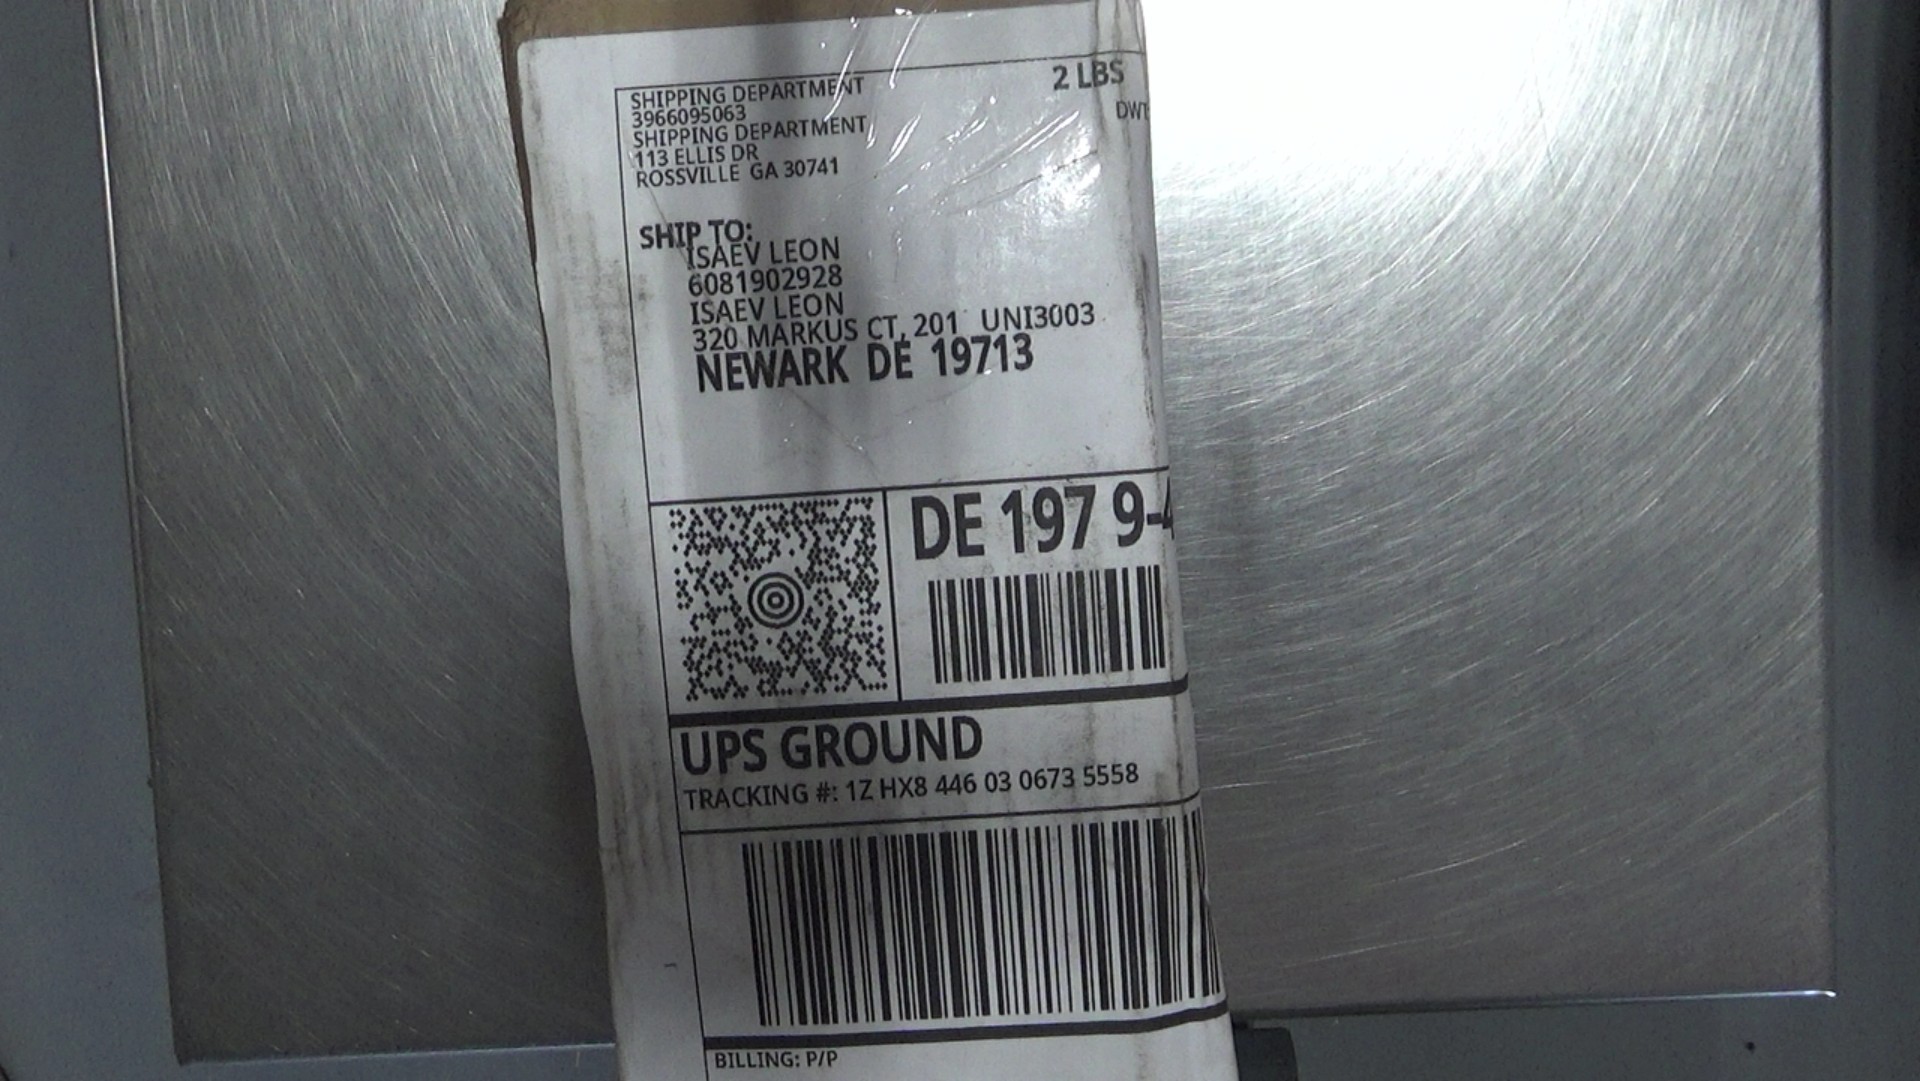 SHIPPING DEPARTMENT
3966095063
SHIPPING DEPARTMENT
113 ELLIS DR
ROSSVILLE GA 30741
2 LBS
SHIP TO:
ISAEV LEON
6081902928
ISAEV LEON
320 MARKUS CT, 201 UNI3003
NEWARK DE 19713
DE 197 9-4
UPS GROUND
TRACKING #: 1Z HX8 446 03 0673 5558
BILLING: P/P